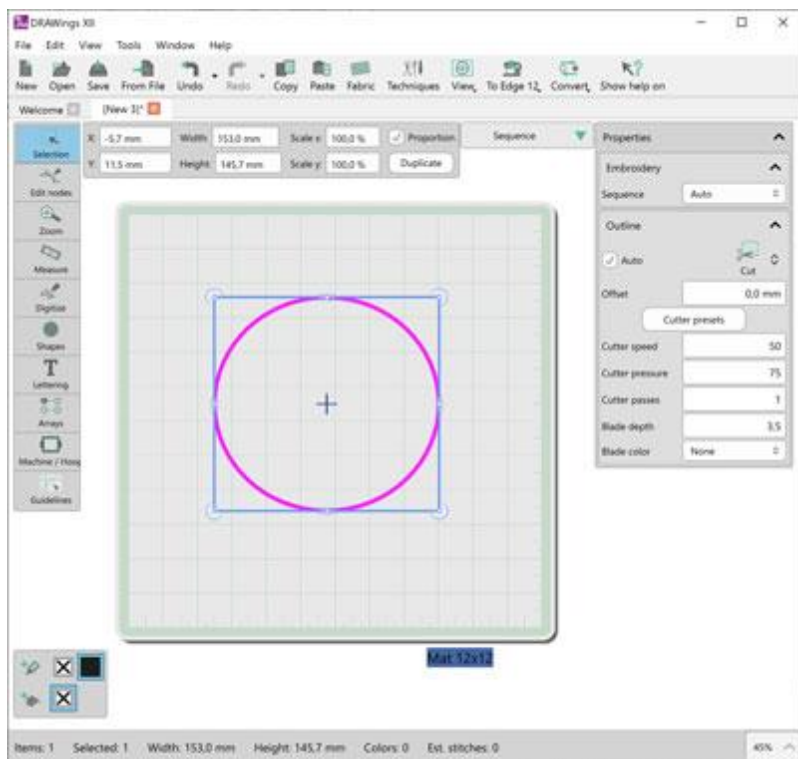 DRAWings XII
File Edit View Tools Window Help
New Open Save From File Undo Redo Copy Paste Fabric Techniques View To Edge 12 Convert Show help on
Welcome (New 3)*
X: -5,7 mm Width: 153,0 mm Scale x: 100,0 % Proportion Sequence
Y: 11,5 mm Height: 145,7 mm Scale y: 100,0 % Duplicate
Selection
Edit nodes
Zoom
Measure
Digitize
Shapes
T
Lettering
Arrays
Machine / Hoop
Guidelines
Properties
Embroidery
Sequence Auto
Outline
Auto Cut
Offset 0,0 mm
Cutter presets
Cutter speed 50
Cutter pressure 75
Cutter passes 1
Blade depth 3,5
Blade color None
Mat 12x12
Items: 1 Selected: 1 Width: 153,0 mm Height: 145,7 mm Colors: 0 Est. stitches: 0 45%